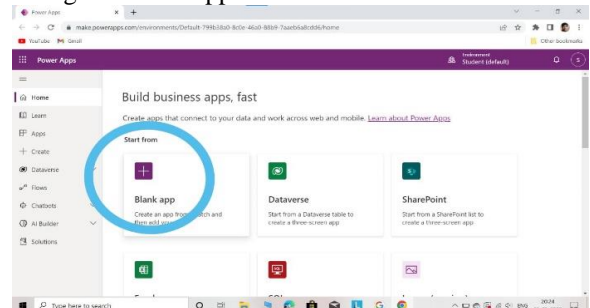 Power Apps
make.powerapps.com/environments/Default-799b38a0-8c0e-46a0-88b9-7aaeb6a8cdd6/home
YouTube Gmail Other bookmarks
Power Apps
Environment
Student (default)
Home
Learn
Apps
Create
Dataverse
Flows
Chatbots
AI Builder
Solutions
Build business apps, fast
Create apps that connect to your data and work across web and mobile. Learn about Power Apps
Start from
Blank app
Create an app from scratch and
then add your
Dataverse
Start from a Dataverse table to
create a three-screen app
SharePoint
Start from a SharePoint list to
create a three-screen app
Type here to search
ENG
2024